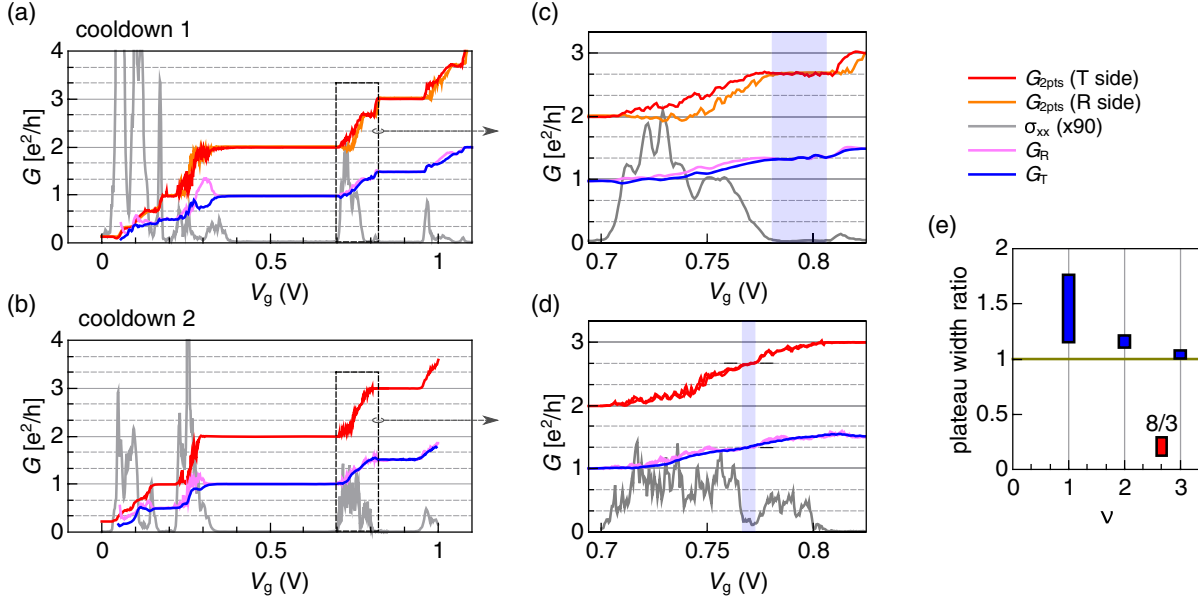 (a)
cooldown 1
4
3
2
1
0
G [e²/h]
0
0.5
1
Vg (V)
(b)
cooldown 2
4
3
2
1
0
G [e²/h]
0
0.5
1
Vg (V)
(c)
3
2
1
0
G [e²/h]
0.7
0.75
0.8
Vg (V)
(d)
3
2
1
0
G [e²/h]
0.7
0.75
0.8
Vg (V)
G2pts (T side)
G2pts (R side)
σxx (x90)
GR
GT
(e)
2
1.5
1
0.5
0
plateau width ratio
8/3
0
1
2
3
ν